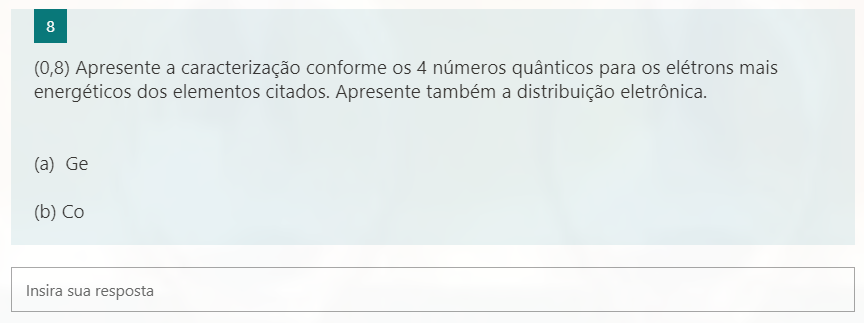 8
(0,8) Apresente a caracterização conforme os 4 números quânticos para os elétrons mais
energéticos dos elementos citados. Apresente também a distribuição eletrônica.
(a) Ge
(b) Co
Insira sua resposta